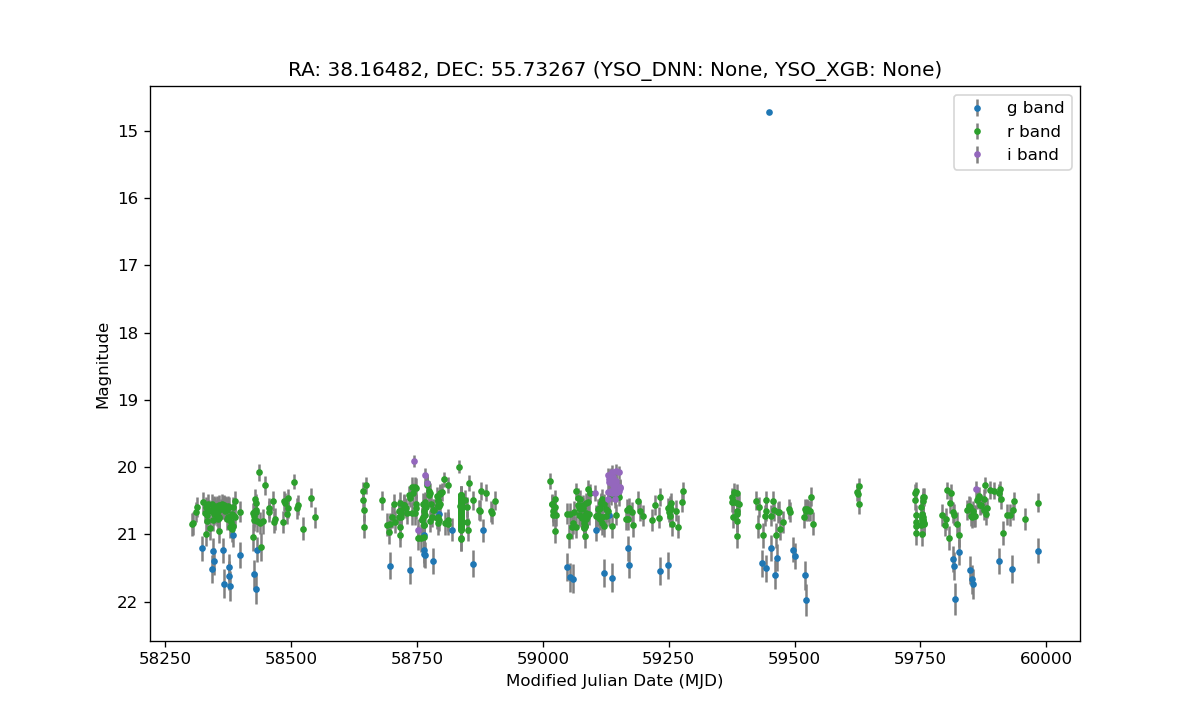 RA: 38.16482, DEC: 55.73267 (YSO_DNN: None, YSO_XGB: None)
g band
r band
i band
15
16
17
18
19
20
21
22
Magnitude
58250 58500 58750 59000 59250 59500 59750 60000
Modified Julian Date (MJD)